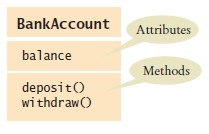 BankAccount
Attributes
balance
Methods
deposit()
withdraw()